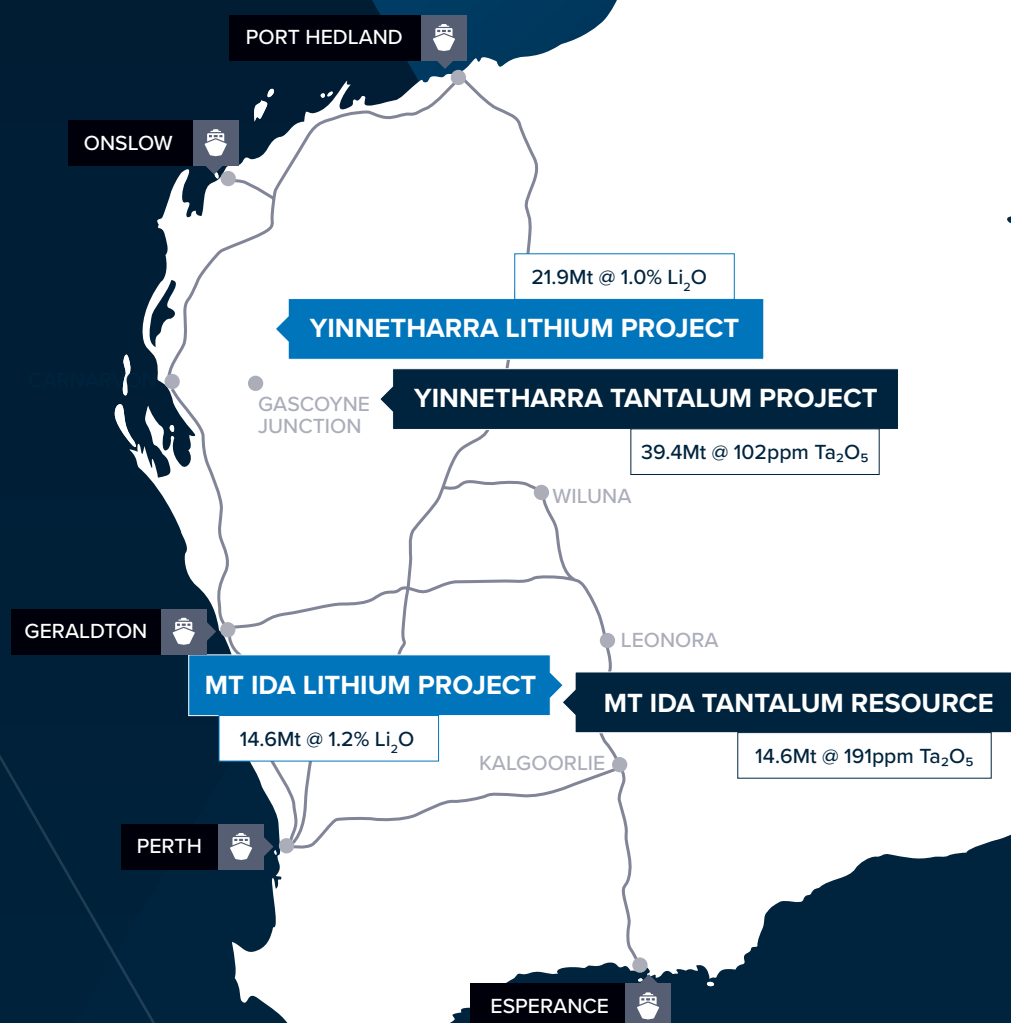 PORT HEDLAND
ONSLOW
21.9Mt @ 1.0% Li₂O
YINNETHARRA LITHIUM PROJECT
CARNARVON
GASCOYNE
JUNCTION
YINNETHARRA TANTALUM PROJECT
39.4Mt @ 102ppm Ta₂O₅
WILUNA
GERALDTON
LEONORA
MT IDA LITHIUM PROJECT
MT IDA TANTALUM RESOURCE
14.6Mt @ 1.2% Li₂O
14.6Mt @ 191ppm Ta₂O₅
KALGOORLIE
PERTH
ESPERANCE